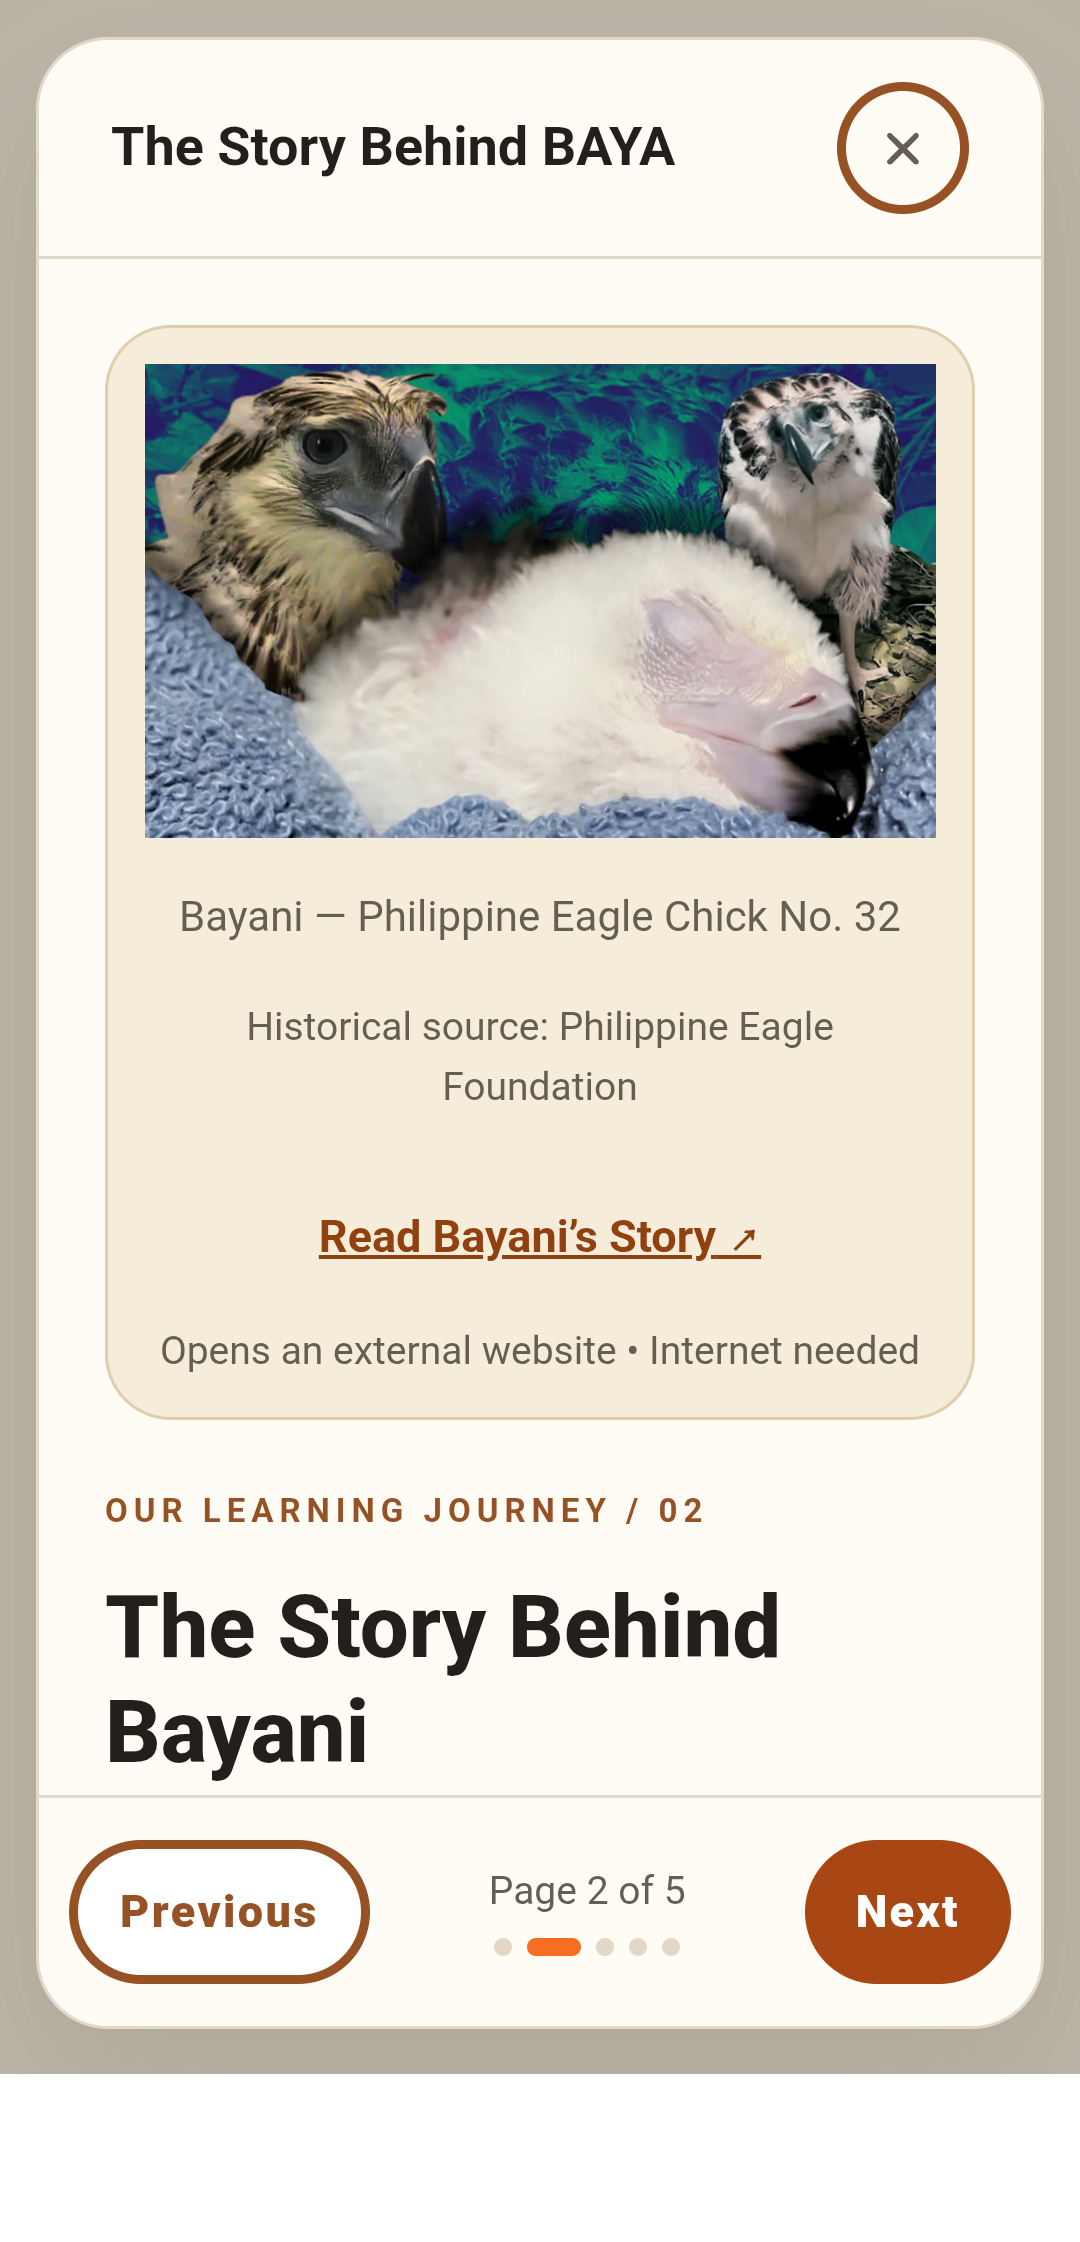 The Story Behind BAYA
Bayani — Philippine Eagle Chick No. 32
Historical source: Philippine Eagle
Foundation
Read Bayani’s Story ↗
Opens an external website • Internet needed
OUR LEARNING JOURNEY / 02
The Story Behind
Bayani
Previous
Page 2 of 5
Next